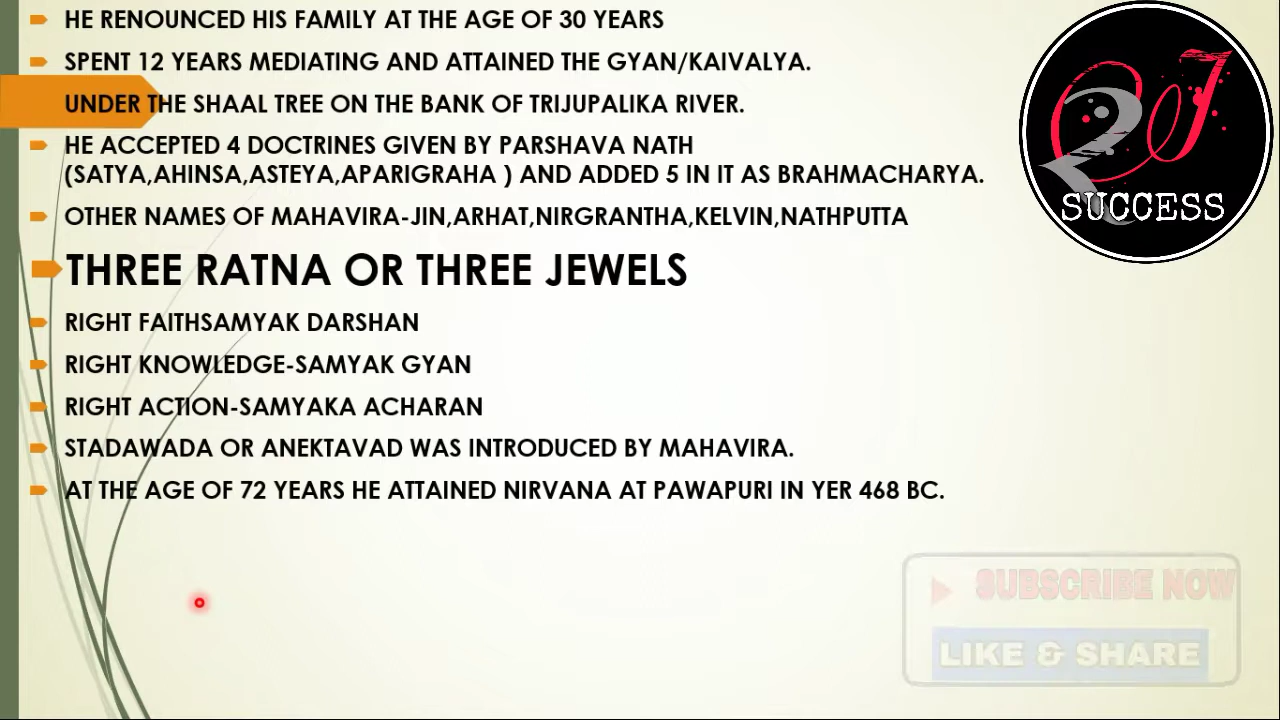 HE RENOUNCED HIS FAMILY AT THE AGE OF 30 YEARS
SPENT 12 YEARS MEDIATING AND ATTAINED THE GYAN/KAIVALYA.
UNDER THE SHAAL TREE ON THE BANK OF TRIJUPALIKA RIVER.
HE ACCEPTED 4 DOCTRINES GIVEN BY PARSHAVA NATH
(SATYA,AHINSA,ASTEYA,APARIGRAHA ) AND ADDED 5 IN IT AS BRAHMACHARYA.
OTHER NAMES OF MAHAVIRA-JIN,ARHAT,NIRGRANTHA,KELVIN,NATHPUTTA
THREE RATNA OR THREE JEWELS
RIGHT FAITHSAMYAK DARSHAN
RIGHT KNOWLEDGE-SAMYAK GYAN
RIGHT ACTION-SAMYAKA ACHARAN
STADAWADA OR ANEKTAVAD WAS INTRODUCED BY MAHAVIRA.
AT THE AGE OF 72 YEARS HE ATTAINED NIRVANA AT PAWAPURI IN YER 468 BC.
SUCCESS
SUBSCRIBE NOW
LIKE & SHARE